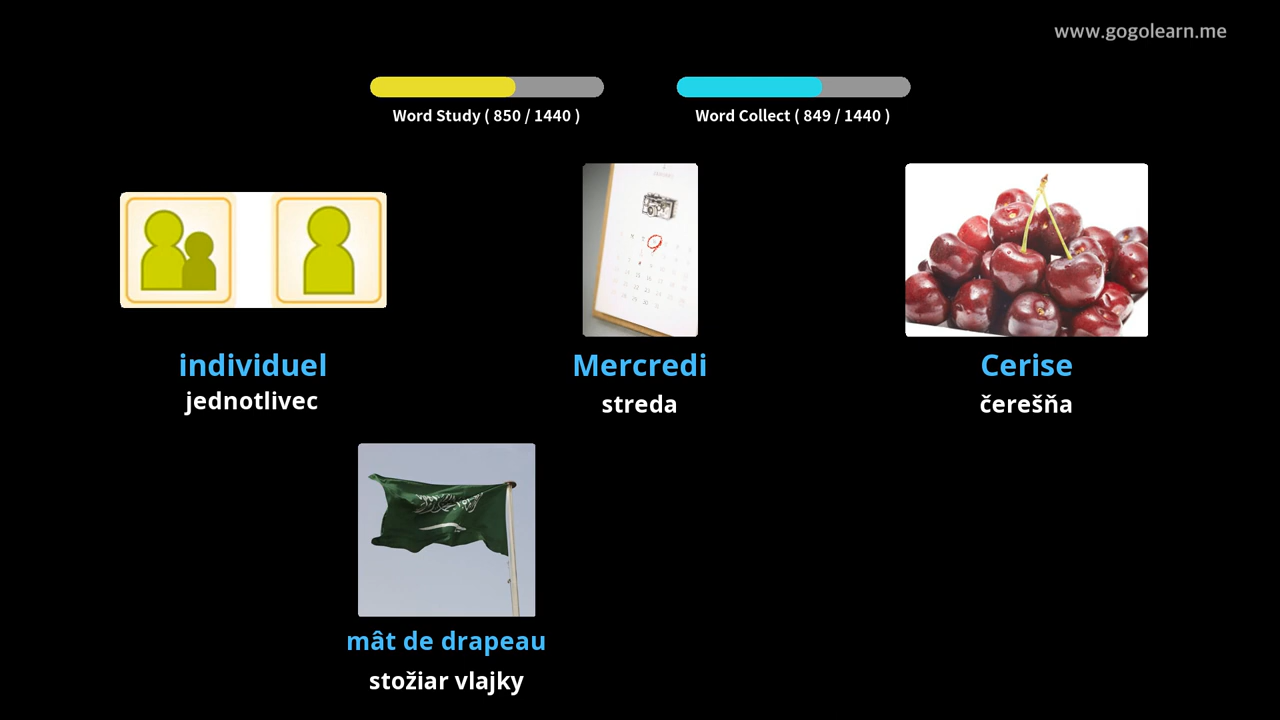 www.gogolearn.me
Word Study ( 850 / 1440 )
Word Collect ( 849 / 1440 )
individuel
jednotlivec
Mercredi
streda
Cerise
čerešňa
mât de drapeau
stožiar vlajky